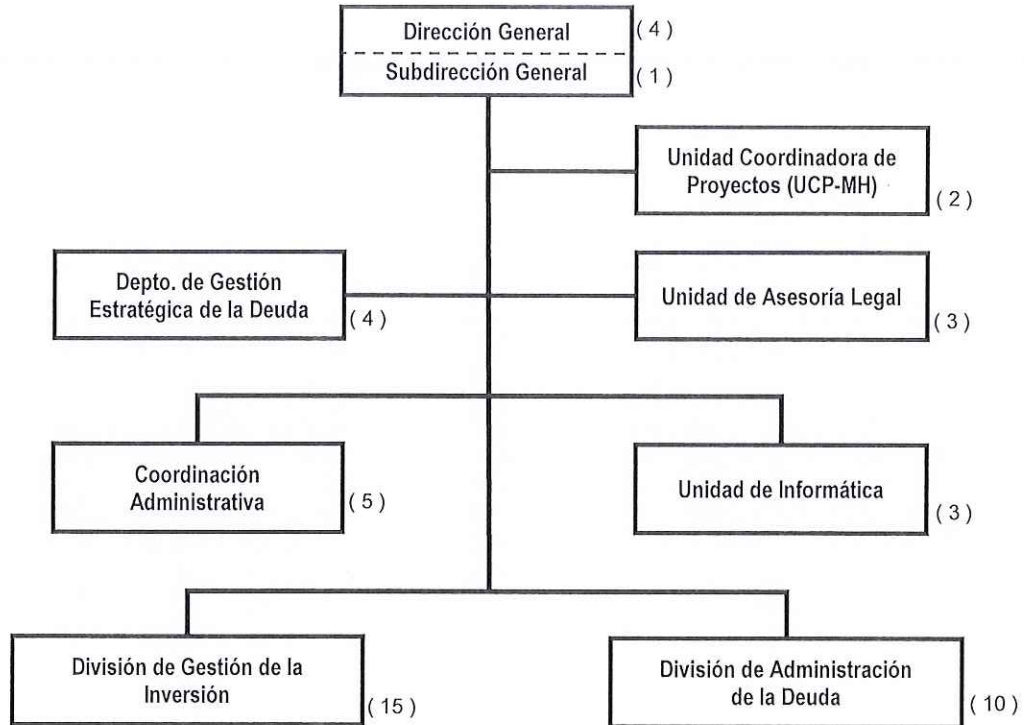 Dirección General
(4)
Subdirección General
(1)
Unidad Coordinadora de
Proyectos (UCP-MH)
(2)
Depto. de Gestión
Estratégica de la Deuda
(4)
Unidad de Asesoría Legal
(3)
Coordinación
Administrativa
(5)
Unidad de Informática
(3)
División de Gestión de la
Inversión
(15)
División de Administración
de la Deuda
(10)